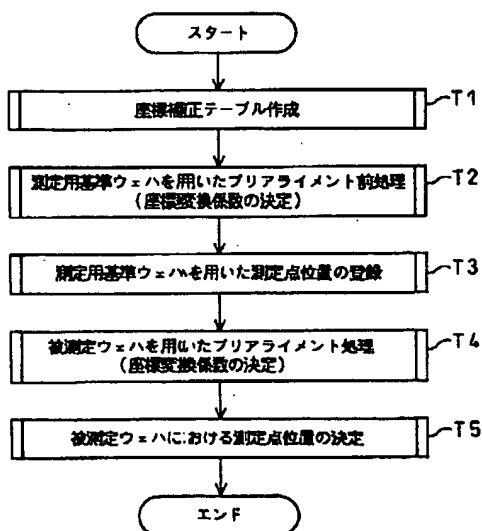 スタート
座標補正テーブル作成
T1
測定用基準ウェハを用いたプリアライメント前処理
(座標変換係数の決定)
T2
測定用基準ウェハを用いた測定点位置の登録
T3
被測定ウェハを用いたプリアライメント処理
(座標変換係数の決定)
T4
被測定ウェハにおける測定点位置の決定
T5
エンド